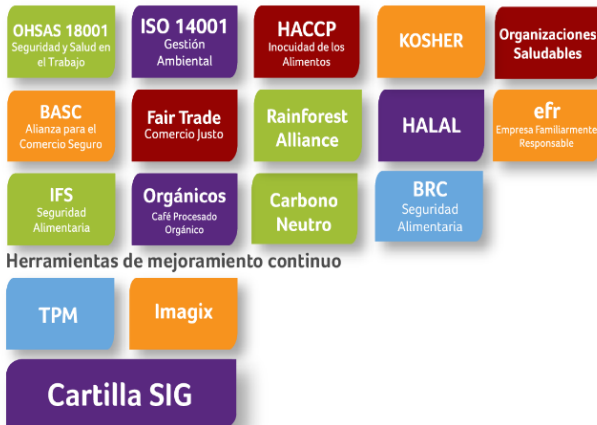 OHSAS 18001
Seguridad y Salud en
el Trabajo
ISO 14001
Gestión
Ambiental
HACCP
Inocuidad de los
Alimentos
KOSHER
Organizaciones
Saludables
BASC
Alianza para el
Comercio Seguro
Fair Trade
Comercio Justo
Rainforest
Alliance
HALAL
efr
Empresa Familiarmente
Responsable
IFS
Seguridad
Alimentaria
Orgánicos
Café Procesado
Orgánico
Carbono
Neutro
BRC
Seguridad
Alimentaria
Herramientas de mejoramiento continuo
TPM
Imagix
Cartilla SIG